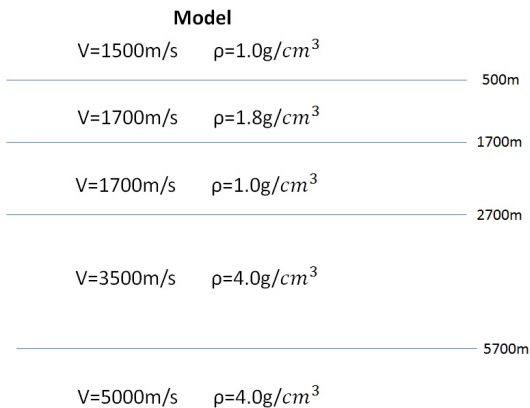 Model
V=1500m/s ρ=1.0g/cm³
500m
V=1700m/s ρ=1.8g/cm³
1700m
V=1700m/s ρ=1.0g/cm³
2700m
V=3500m/s ρ=4.0g/cm³
5700m
V=5000m/s ρ=4.0g/cm³